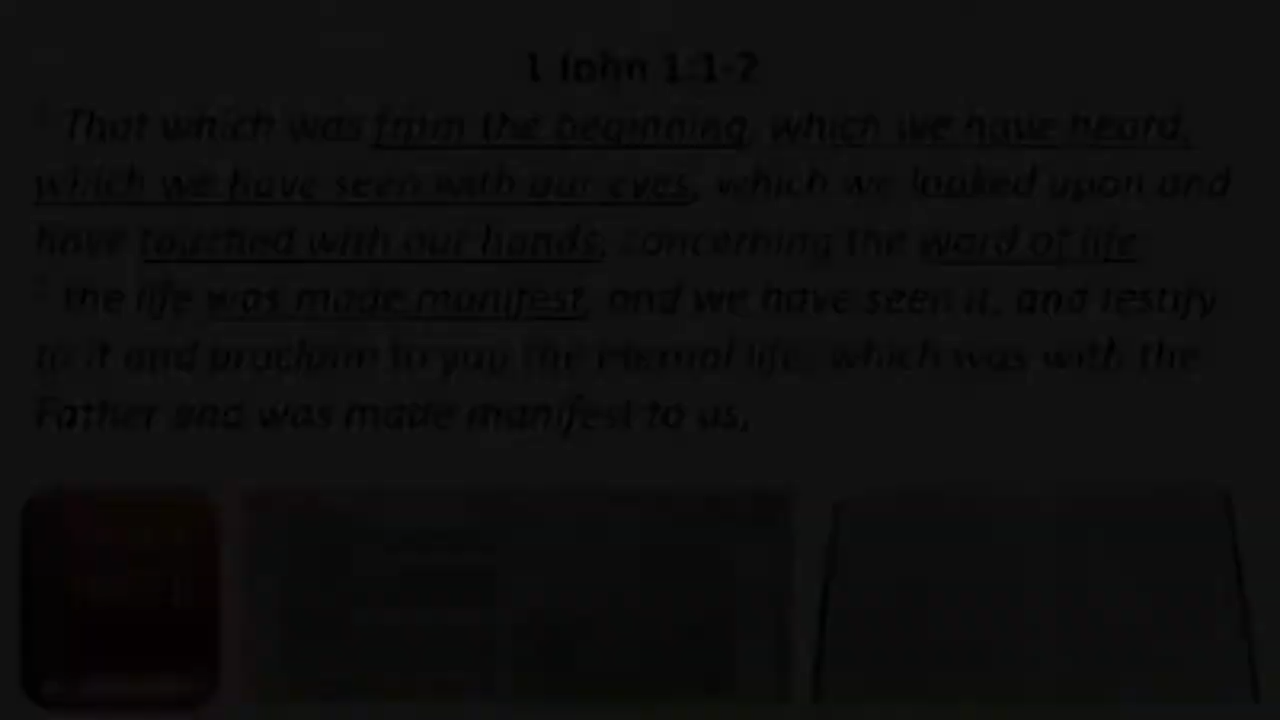 1 John 1:1-2
That which was from the beginning, which we have heard,
which we have seen with our eyes, which we looked upon and
have touched with our hands, concerning the word of life
the life was made manifest, and we have seen it, and testify
to it and proclaim to you the eternal life, which was with the
Father and was made manifest to us,